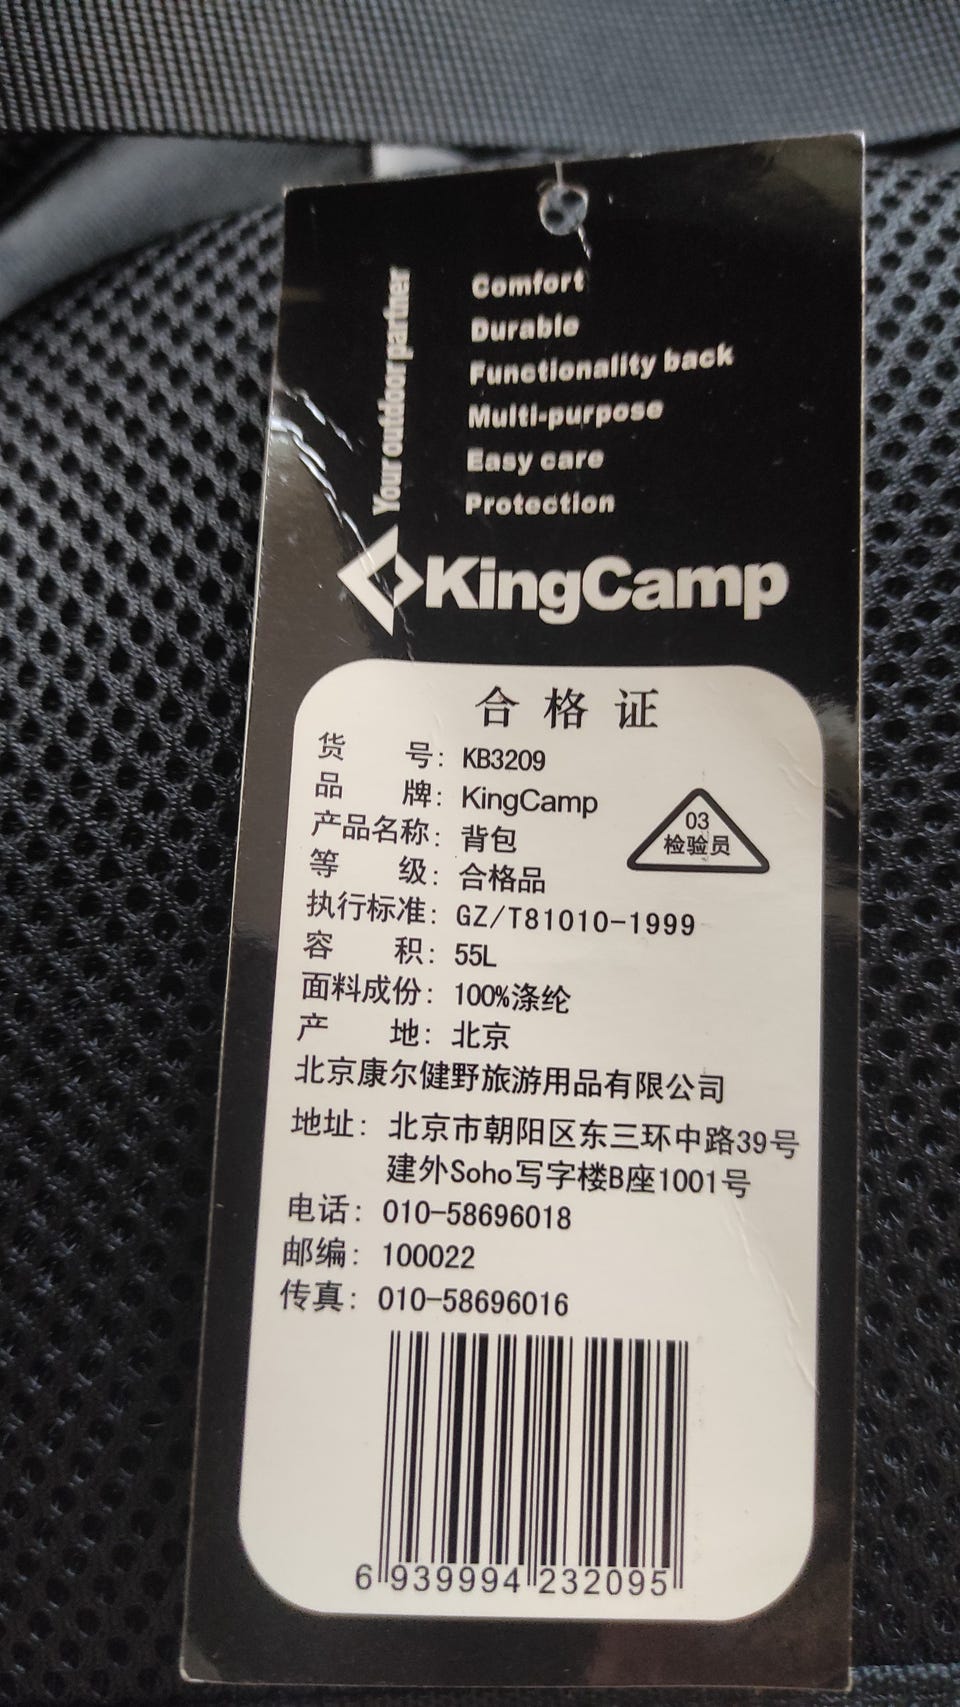 Your outdoor partner
Comfort
Durable
Functionality back
Multi-purpose
Easy care
Protection
KingCamp
合格证
货号：KB3209
品牌：KingCamp
产品名称：背包
等级：合格品
执行标准：GZ/T81010-1999
容积：55L
面料成份：100%涤纶
产地：北京
03
检验员
北京康尔健野旅游用品有限公司
地址：北京市朝阳区东三环中路39号
建外Soho写字楼B座1001号
电话：010-58696018
邮编：100022
传真：010-58696016
6 939994 232095